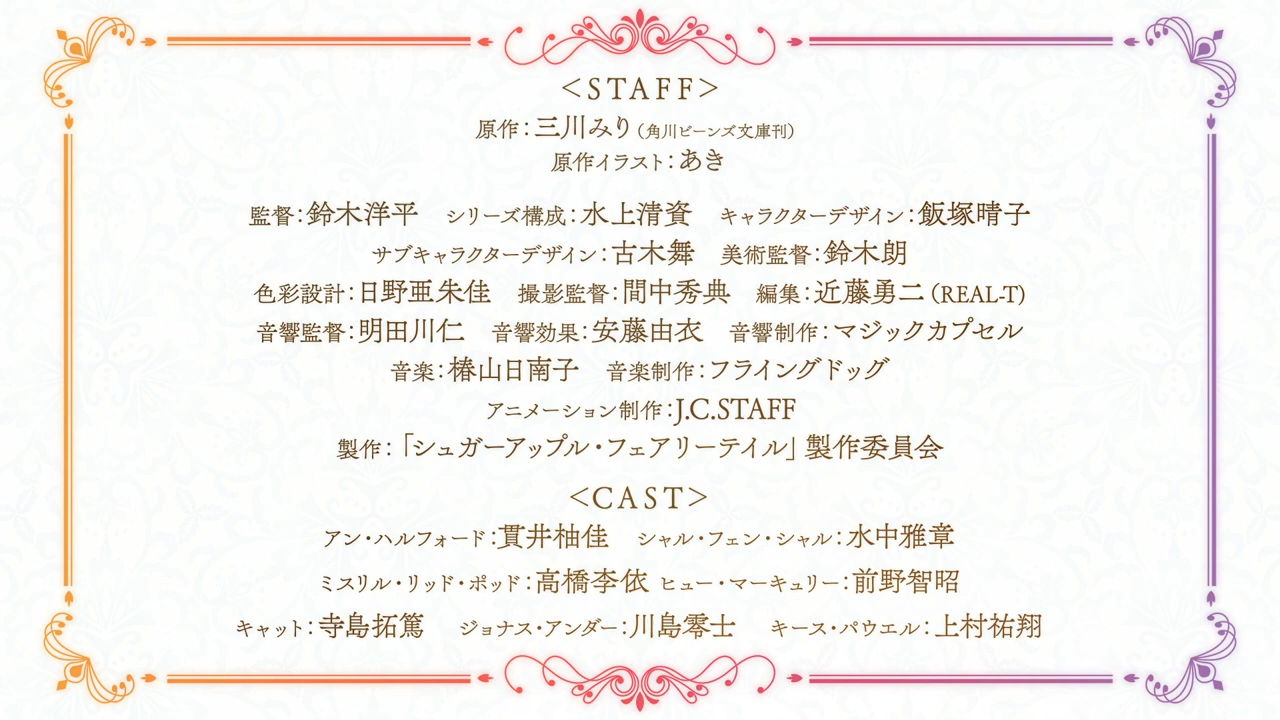 <STAFF>
原作：三川みり（角川ビーンズ文庫刊）
原作イラスト：あき
監督：鈴木洋平　シリーズ構成：水上清資　キャラクターデザイン：飯塚晴子
サブキャラクターデザイン：古木舞　美術監督：鈴木朗
色彩設計：日野亜朱佳　撮影監督：間中秀典　編集：近藤勇二（REAL-T）
音響監督：明田川仁　音響効果：安藤由衣　音響制作：マジックカプセル
音楽：椿山日南子　音楽制作：フライングドッグ
アニメーション制作：J.C.STAFF
製作：「シュガーアップル・フェアリーテイル」製作委員会
<CAST>
アン・ハルフォード：貫井柚佳　シャル・フェン・シャル：水中雅章
ミスリル・リッド・ポッド：高橋李依　ヒュー・マーキュリー：前野智昭
キャット：寺島拓篤　ジョナス・アンダー：川島零士　キース・パウエル：上村祐翔